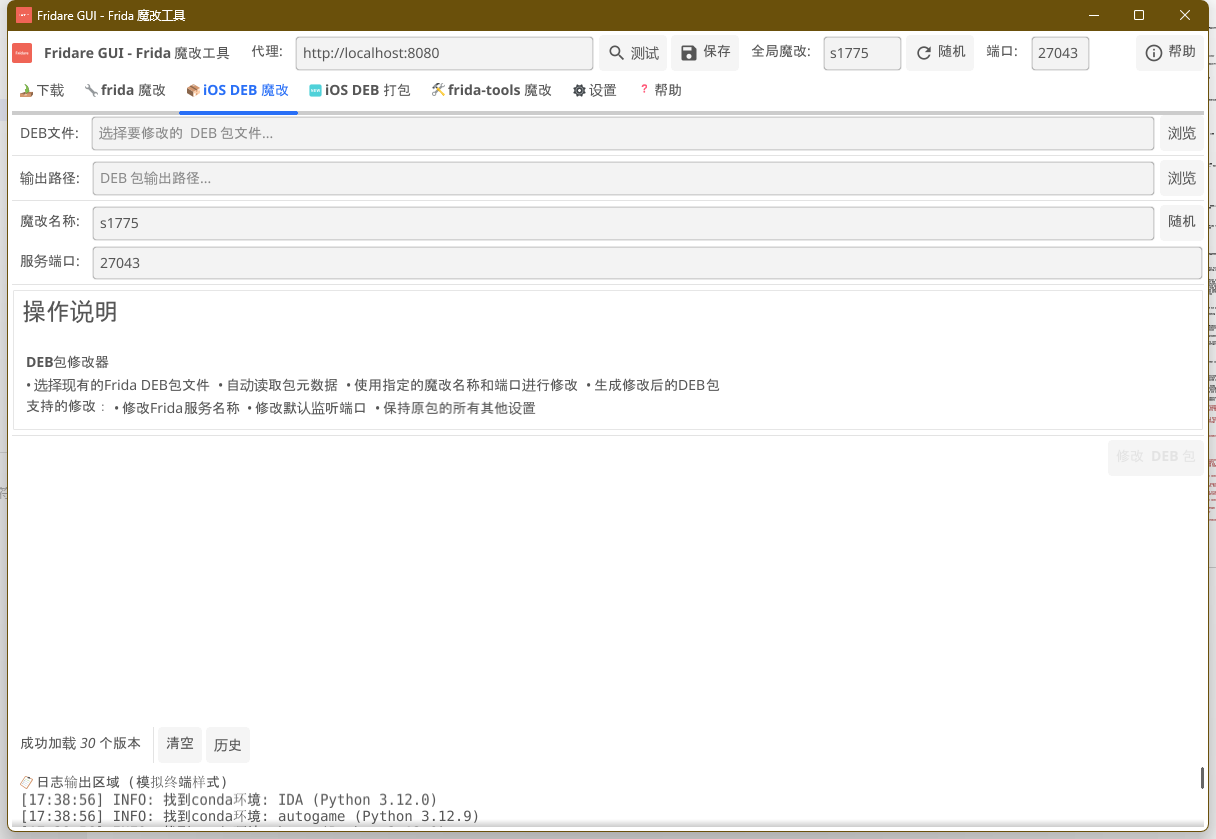 Fridare GUI - Frida 魔改工具
Fridare GUI - Frida 魔改工具 代理: http://localhost:8080 测试 保存 全局魔改: s1775 随机 端口: 27043 帮助
下载 frida 魔改 iOS DEB 魔改 iOS DEB 打包 frida-tools 魔改 设置 ? 帮助
DEB文件: 选择要修改的 DEB 包文件... 浏览
输出路径: DEB 包输出路径... 浏览
魔改名称: s1775 随机
服务端口: 27043
操作说明
DEB包修改器
• 选择现有的Frida DEB包文件 • 自动读取包元数据 • 使用指定的魔改名称和端口进行修改 • 生成修改后的DEB包
支持的修改： • 修改Frida服务名称 • 修改默认监听端口 • 保持原包的所有其他设置
修改 DEB 包
成功加载 30 个版本 清空 历史
日志输出区域 (模拟终端样式)
[17:38:56] INFO: 找到conda环境: IDA (Python 3.12.0)
[17:38:56] INFO: 找到conda环境: autogame (Python 3.12.9)